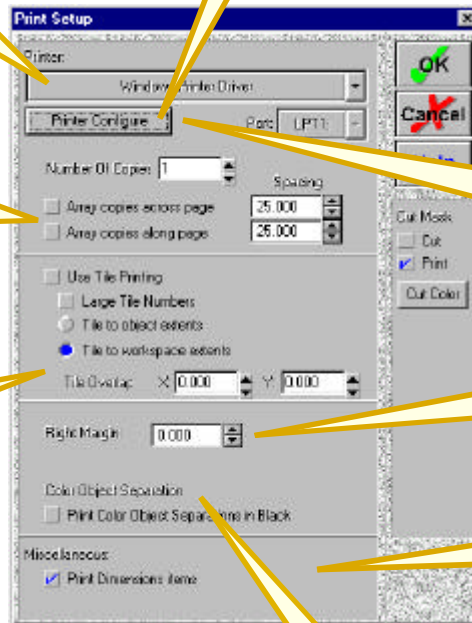 Print Setup
Printer:
Windows Printer Driver
Printer Configure
Port: LPT1:
Number Of Copies 1
Spacing
Array copies across page 25.000
Array copies along page 25.000
Use Tile Printing
Large Tile Numbers
Tile to object extents
Tile to workspace extents
Tile Overlap X: 0.000 Y: 0.000
Right Margin 0.000
Color Object Separation
Print Color Object Separations in Black
Miscellaneous
Print Dimensions items
OK
Cancel
Cut Mask
Cut
Print
Cut Color